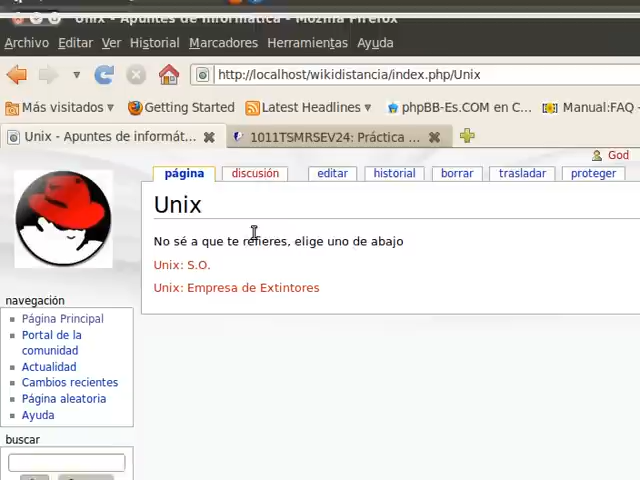 Unix - Apuntes de informática - Mozilla Firefox
Archivo Editar Ver Historial Marcadores Herramientas Ayuda
http://localhost/wikidistancia/index.php/Unix
Más visitados Getting Started Latest Headlines phpBB-Es.COM en C... Manual:FAQ -
Unix - Apuntes de informát... 1011TSMRSEV24: Práctica ...
God
página discusión editar historial borrar trasladar proteger
Unix
No sé a que te refieres, elige uno de abajo
Unix: S.O.
Unix: Empresa de Extintores
navegación
Página Principal
Portal de la
comunidad
Actualidad
Cambios recientes
Página aleatoria
Ayuda
buscar